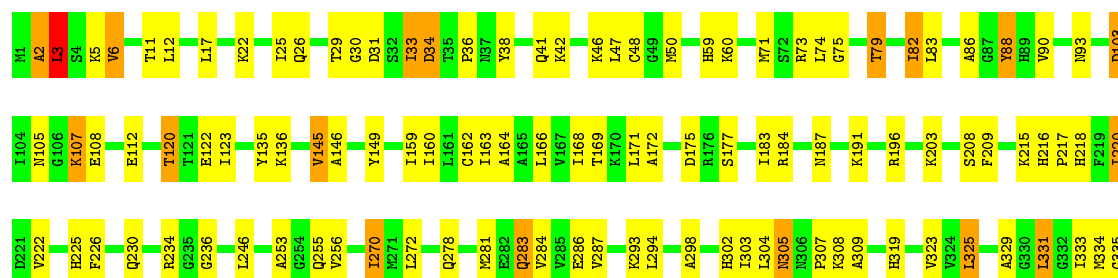 M1 A2 L3 S4 K5 V6 T11 L12 L17 K22 I25 Q26 T29 G30 D31 S32 I33 D34 T35 P36 N37 Y38 Q41 K42 K46 L47 C48 G49 M50 H59 K60 M71 S72 R73 L74 G75 T79 I82 L83 A86 G87 Y88 H89 V90 N93 D103
I104 N105 G106 K107 E108 E112 T120 T121 E122 I123 Y135 K136 V145 A146 Y149 I159 I160 L161 C162 I163 A164 A165 L166 V167 I168 T169 K170 L171 A172 D175 R176 S177 I183 R184 N187 K191 R196 K203 S208 F209 K215 H216 P217 H218 F219 I220
D221 V222 H225 F226 Q230 R234 G235 G236 L246 A253 G254 Q255 V256 I270 M271 L272 Q278 M281 E282 Q283 V284 V285 E286 V287 K293 L294 A298 H302 I303 L304 N305 N306 P307 K308 A309 H319 V323 V324 L325 A329 G330 L331 G332 I333 M334